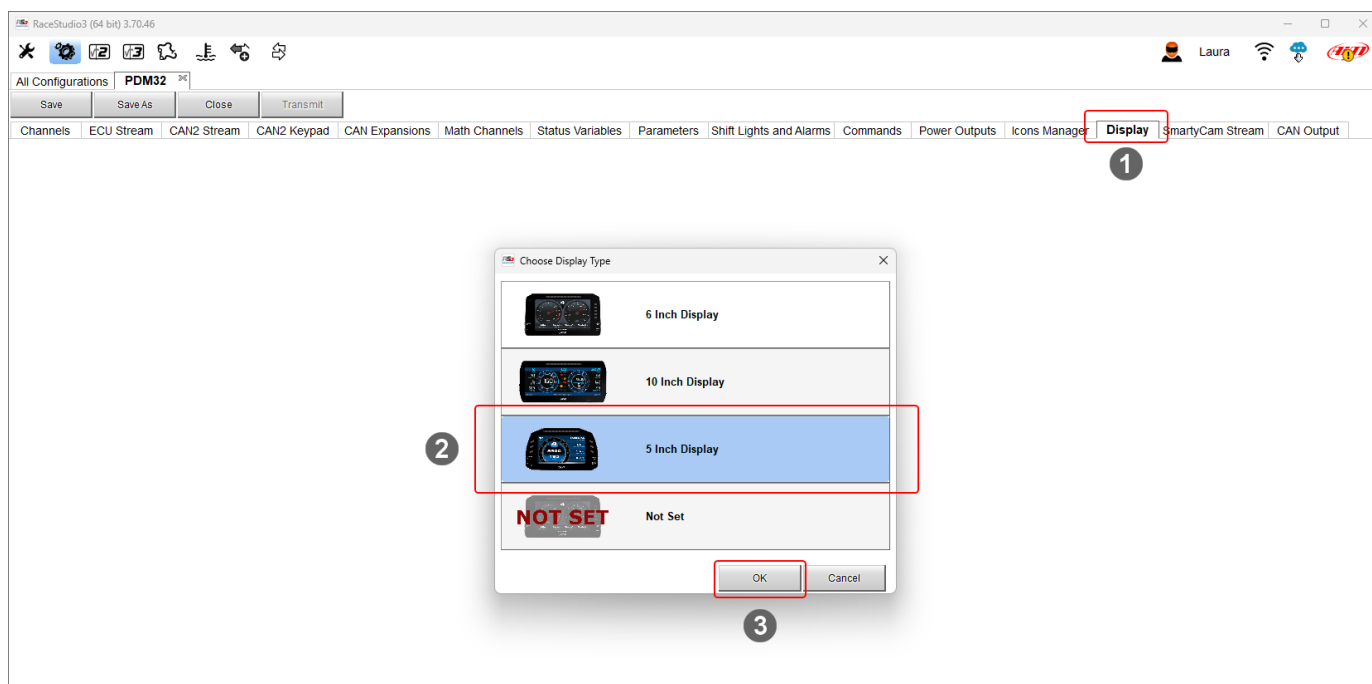 RaceStudio3 (64 bit) 3.70.46
Laura
All Configurations PDM32
Save Save As Close Transmit
Channels ECU Stream CAN2 Stream CAN2 Keypad CAN Expansions Math Channels Status Variables Parameters Shift Lights and Alarms Commands Power Outputs Icons Manager Display SmartyCam Stream CAN Output
1
Choose Display Type
6 Inch Display
10 Inch Display
2
5 Inch Display
NOT SET Not Set
OK Cancel
3